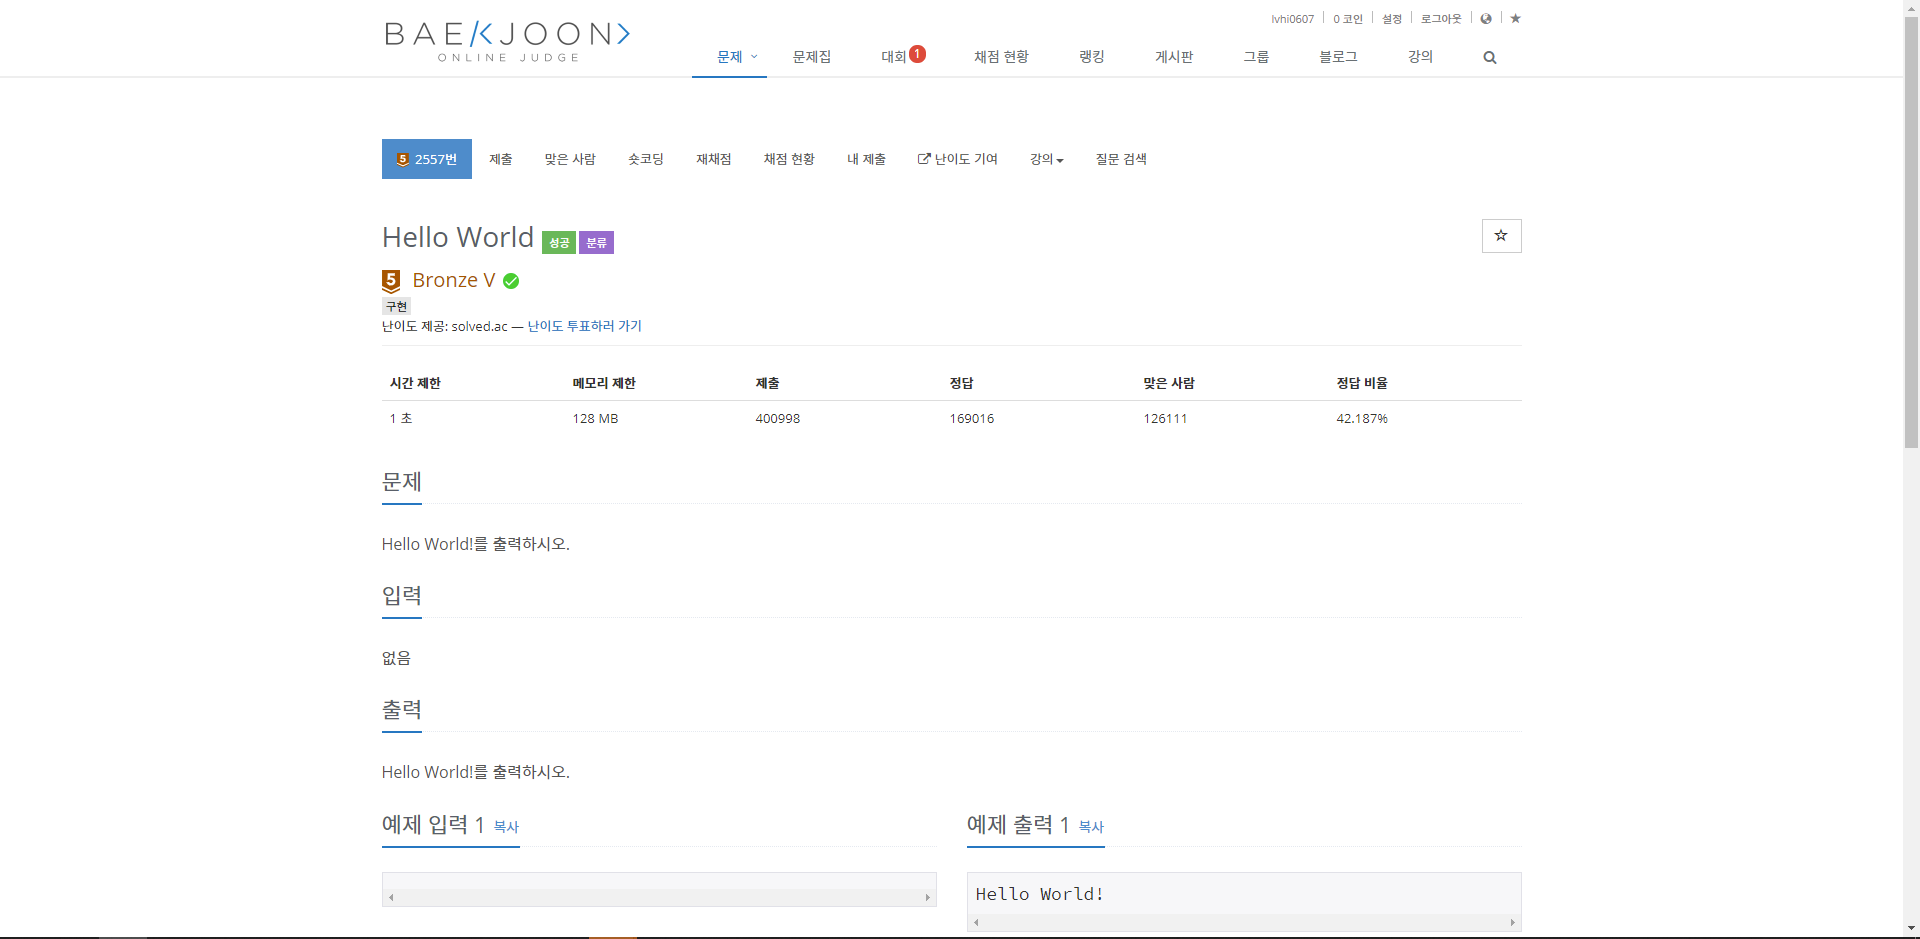 BAEKJOON>
ONLINE JUDGE
lvhi0607 0 코인 설정 로그아웃
문제 문제집 대회 1 채점 현황 랭킹 게시판 그룹 블로그 강의
5 2557번 제출 맞은 사람 숏코딩 재채점 채점 현황 내 제출 난이도 기여 강의 질문 검색
Hello World 성공 분류
5 Bronze V
구현
난이도 제공: solved.ac — 난이도 투표하러 가기
시간 제한 메모리 제한 제출 정답 맞은 사람 정답 비율
1 초 128 MB 400998 169016 126111 42.187%
문제
Hello World!를 출력하시오.
입력
없음
출력
Hello World!를 출력하시오.
예제 입력 1 복사
예제 출력 1 복사
Hello World!